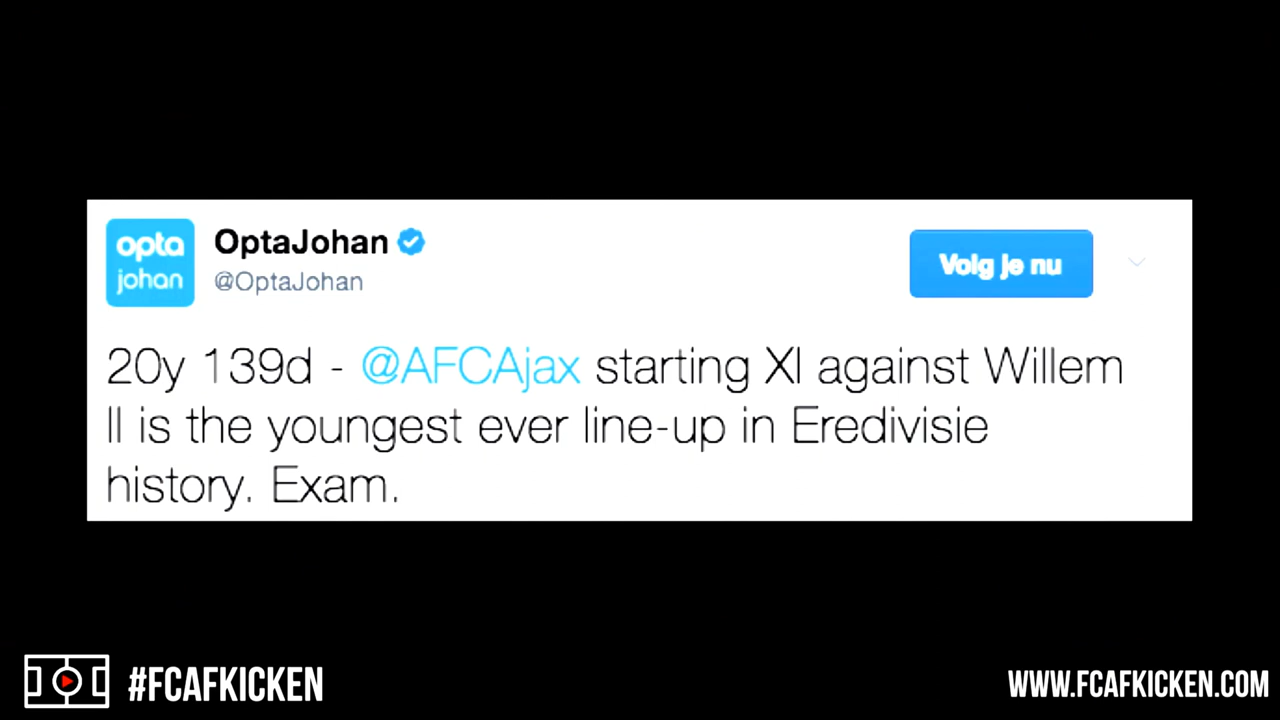 opta
johan
OptaJohan
@OptaJohan
Volg je nu
20y 139d - @AFCAjax starting XI against Willem
II is the youngest ever line-up in Eredivisie
history. Exam.
#FCAFKICKEN
WWW.FCAFKICKEN.COM